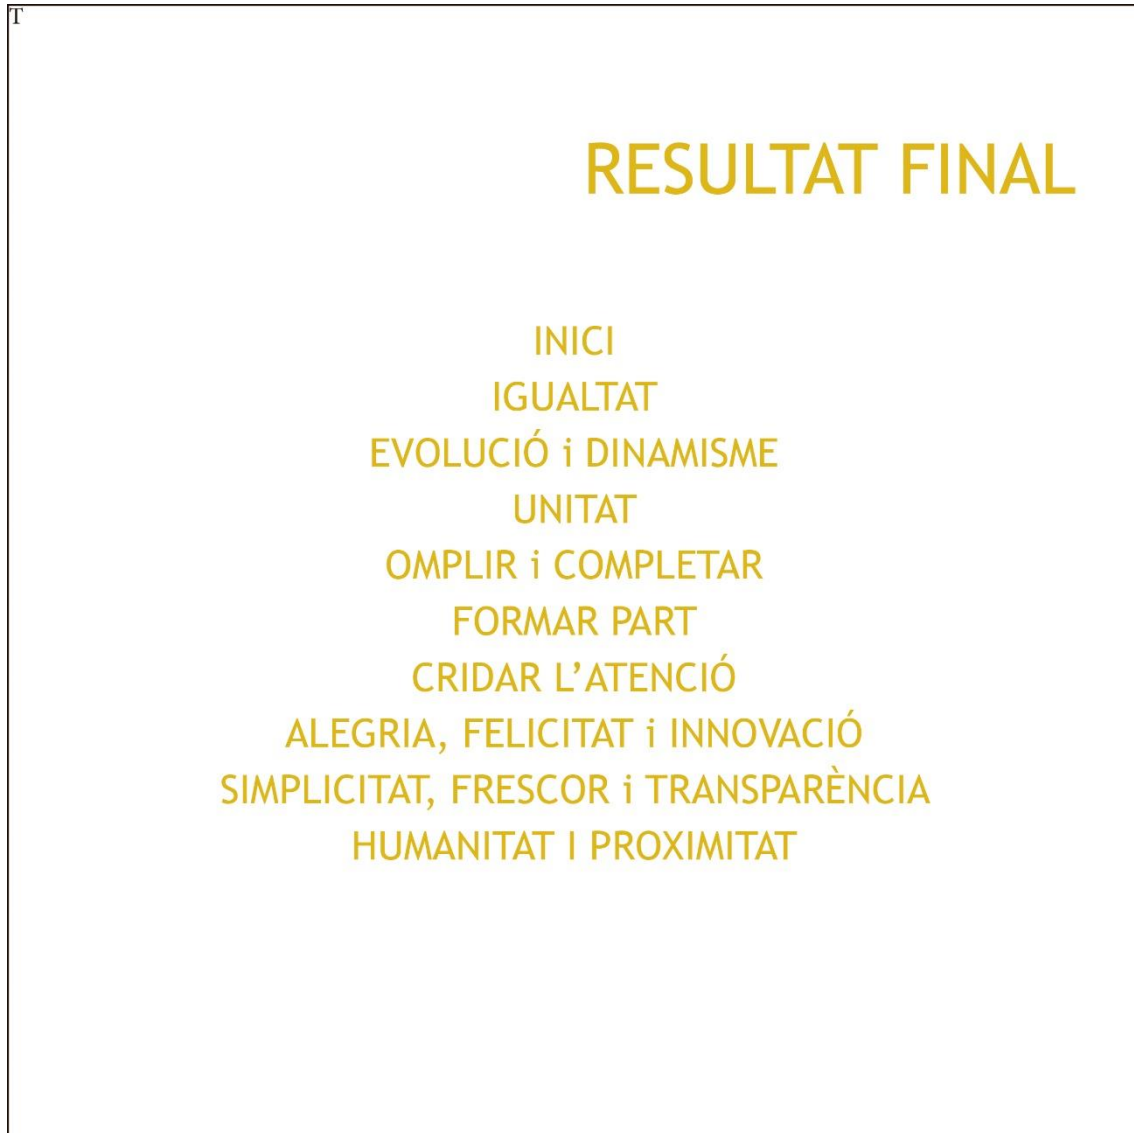 T
RESULTAT FINAL
INICI
IGUALTAT
EVOLUCIÓ i DINAMISME
UNITAT
OMPLIR i COMPLETAR
FORMAR PART
CRIDAR L’ATENCIÓ
ALEGRIA, FELICITAT i INNOVACIÓ
SIMPLICITAT, FRESCOR i TRANSPARÈNCIA
HUMANITAT I PROXIMITAT